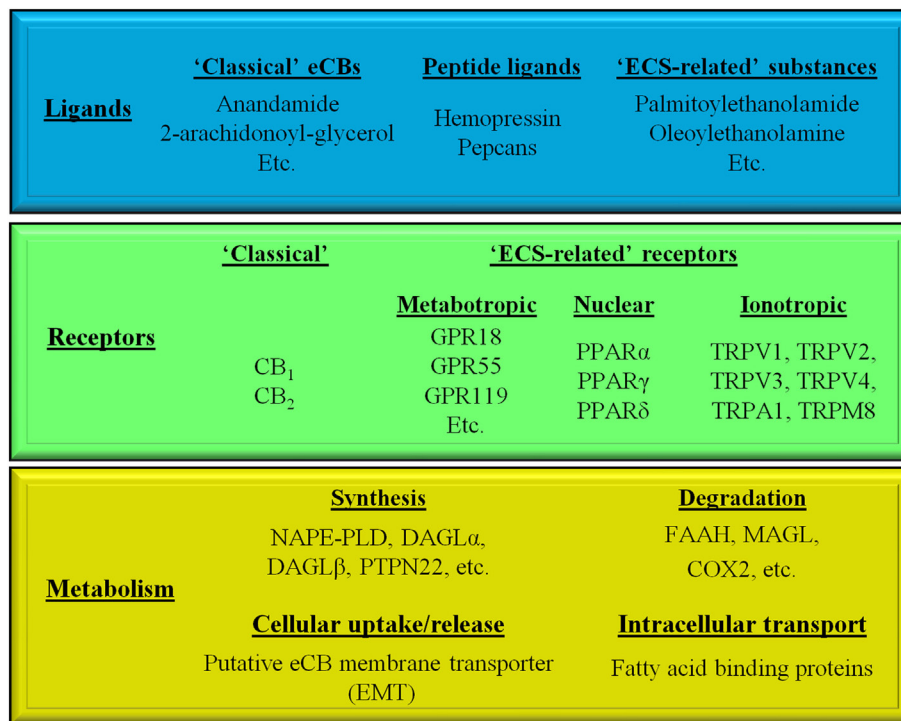 Ligands
‘Classical’ eCBs
Anandamide
2-arachidonoyl-glycerol
Etc.
Peptide ligands
Hemopressin
Pepcans
‘ECS-related’ substances
Palmitoylethanolamide
Oleoylethanolamine
Etc.
Receptors
‘Classical’
CB₁
CB₂
‘ECS-related’ receptors
Metabotropic
GPR18
GPR55
GPR119
Etc.
Nuclear
PPARα
PPARγ
PPARδ
Ionotropic
TRPV1, TRPV2,
TRPV3, TRPV4,
TRPA1, TRPM8
Metabolism
Synthesis
NAPE-PLD, DAGLα,
DAGLβ, PTPN22, etc.
Degradation
FAAH, MAGL,
COX2, etc.
Cellular uptake/release
Putative eCB membrane transporter
(EMT)
Intracellular transport
Fatty acid binding proteins